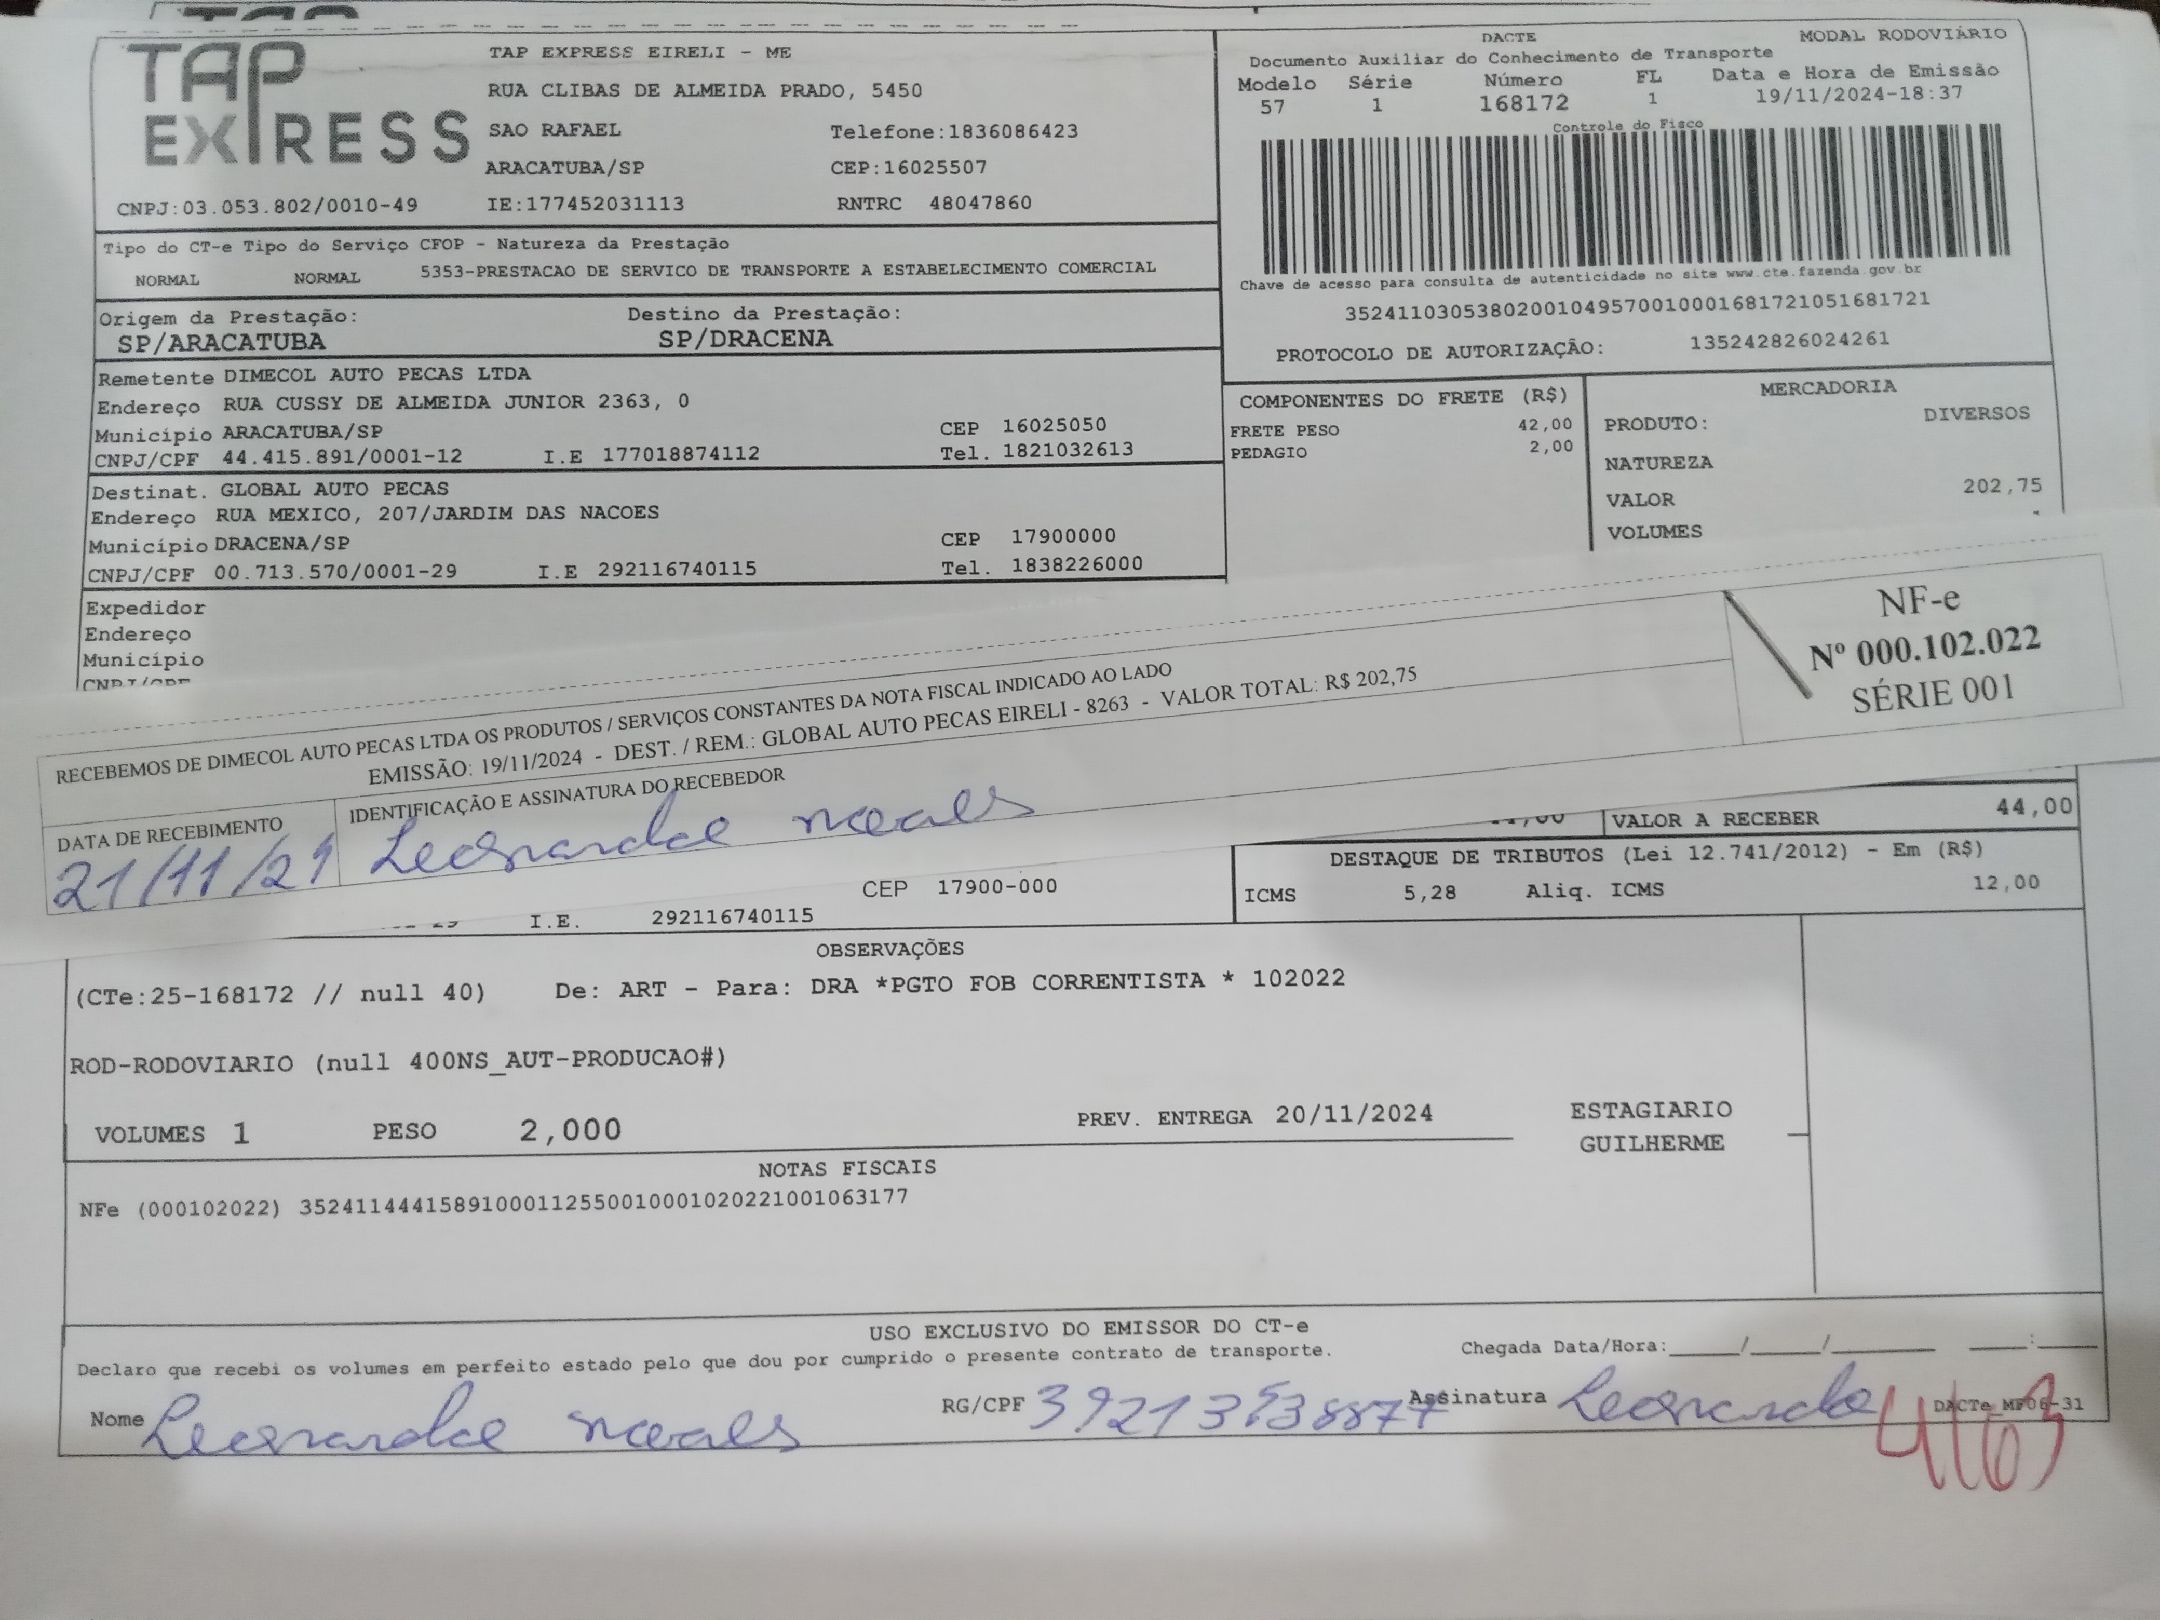 TAP EXPRESS
TAP EXPRESS EIRELI - ME
RUA CLIBAS DE ALMEIDA PRADO, 5450
SAO RAFAEL Telefone:1836086423
ARACATUBA/SP CEP:16025507
CNPJ:03.053.802/0010-49 IE:177452031113 RNTRC 48047860
DACTE MODAL RODOVIÁRIO
Documento Auxiliar do Conhecimento de Transporte
Modelo Série Número FL Data e Hora de Emissão
57 1 168172 1 19/11/2024-18:37
Controle do Fisco
Chave de acesso para consulta de autenticidade no site www.cte.fazenda.gov.br
35241103053802001049570010001681721051681721
PROTOCOLO DE AUTORIZAÇÃO: 135242826024261
Tipo do CT-e Tipo do Serviço CFOP - Natureza da Prestação
NORMAL NORMAL 5353-PRESTACAO DE SERVICO DE TRANSPORTE A ESTABELECIMENTO COMERCIAL
Origem da Prestação: Destino da Prestação:
SP/ARACATUBA SP/DRACENA
Remetente DIMECOL AUTO PECAS LTDA
Endereço RUA CUSSY DE ALMEIDA JUNIOR 2363, 0
Município ARACATUBA/SP CEP 16025050
CNPJ/CPF 44.415.891/0001-12 I.E 177018874112 Tel. 1821032613
Destinat. GLOBAL AUTO PECAS
Endereço RUA MEXICO, 207/JARDIM DAS NACOES
Município DRACENA/SP CEP 17900000
CNPJ/CPF 00.713.570/0001-29 I.E 292116740115 Tel. 1838226000
Expedidor
Endereço
Município
CNPJ/CPF
COMPONENTES DO FRETE (R$)
FRETE PESO 42,00
PEDAGIO 2,00
MERCADORIA
PRODUTO: DIVERSOS
NATUREZA
VALOR 202,75
VOLUMES
RECEBEMOS DE DIMECOL AUTO PECAS LTDA OS PRODUTOS / SERVIÇOS CONSTANTES DA NOTA FISCAL INDICADO AO LADO
EMISSÃO: 19/11/2024 - DEST. / REM.: GLOBAL AUTO PECAS EIRELI - 8263 - VALOR TOTAL: R$ 202,75
NF-e
Nº 000.102.022
SÉRIE 001
DATA DE RECEBIMENTO IDENTIFICAÇÃO E ASSINATURA DO RECEBEDOR
21/11/24 Leonardo
VALOR A RECEBER 44,00
DESTAQUE DE TRIBUTOS (Lei 12.741/2012) - Em (R$)
ICMS 5,28 Aliq. ICMS 12,00
CEP 17900-000
I.E. 292116740115
OBSERVAÇÕES
(CTe:25-168172 // null 40) De: ART - Para: DRA *PGTO FOB CORRENTISTA * 102022
ROD-RODOVIARIO (null 400NS_AUT-PRODUCAO#)
VOLUMES 1 PESO 2,000 PREV. ENTREGA 20/11/2024
ESTAGIARIO
GUILHERME
NOTAS FISCAIS
NFe (000102022) 35241144415891000112550010001020221001063177
USO EXCLUSIVO DO EMISSOR DO CT-e
Declaro que recebi os volumes em perfeito estado pelo que dou por cumprido o presente contrato de transporte. Chegada Data/Hora:
Nome Leonardo RG/CPF Assinatura Leonardo DACTe_MF06-31